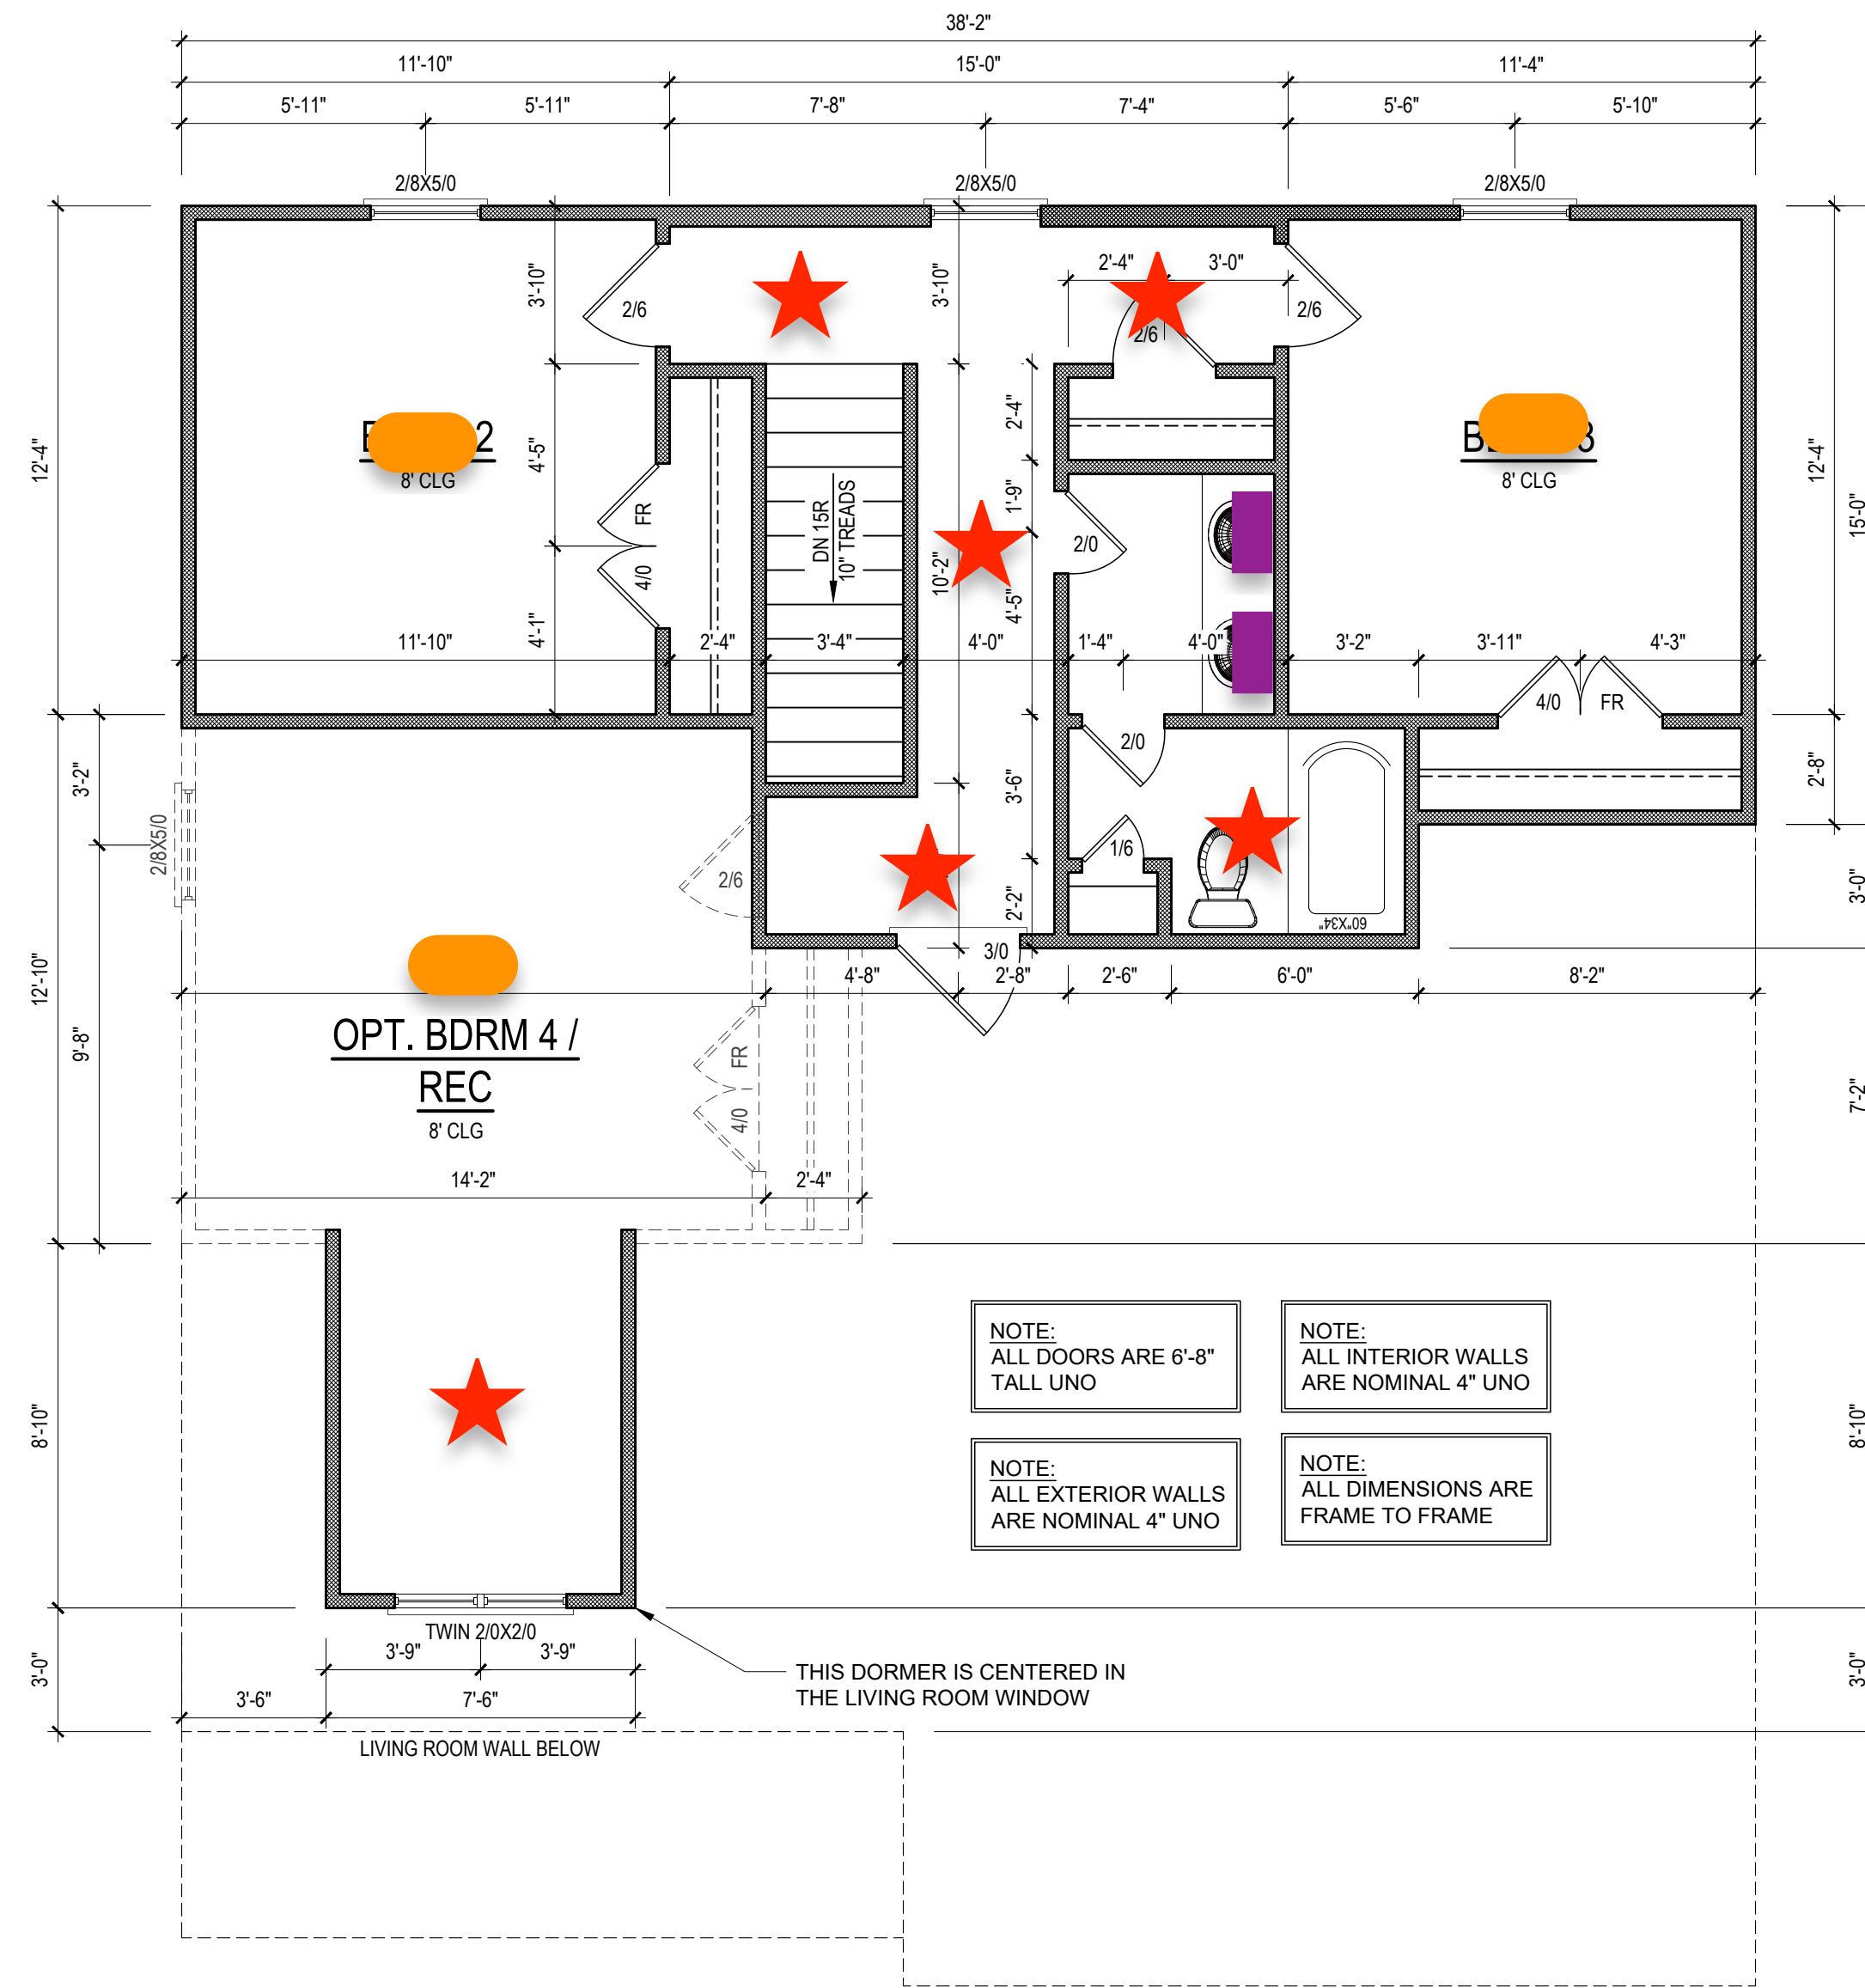 38'-2"
11'-10" 15'-0" 11'-4"
5'-11" 5'-11" 7'-8" 7'-4" 5'-6" 5'-10"
2/8X5/0 2/8X5/0 2/8X5/0
3'-10" 3'-10" 2'-4" 3'-0"
2/6 2/6 2/6
12'-4" 4'-5" 2'-4" 12'-4" 15'-0"
2
8' CLG
FR
4/0
DN 15R
10" TREADS
1'-9"
2/0
10'-2"
4'-5"
3
8' CLG
4'-1"
11'-10" 2'-4" 3'-4" 4'-0" 1'-4" 4'-0" 3'-2" 3'-11" 4'-3"
4/0 FR
2/0
3'-2" 3'-6" 2'-8"
2/8X5/0
2/6 1/6
2'-2" 3'-0"
60"X34"
3/0
12'-10" 4'-8" 2'-8" 2'-6" 6'-0" 8'-2"
9'-8"
OPT. BDRM 4 /
REC
8' CLG
FR
4/0
7'-2"
14'-2" 2'-4"
NOTE:
ALL DOORS ARE 6'-8"
TALL UNO
NOTE:
ALL INTERIOR WALLS
ARE NOMINAL 4" UNO
8'-10" 8'-10"
NOTE:
ALL EXTERIOR WALLS
ARE NOMINAL 4" UNO
NOTE:
ALL DIMENSIONS ARE
FRAME TO FRAME
TWIN 2/0X2/0
3'-9" 3'-9"
3'-0" 3'-0"
THIS DORMER IS CENTERED IN
THE LIVING ROOM WINDOW
3'-6" 7'-6"
LIVING ROOM WALL BELOW